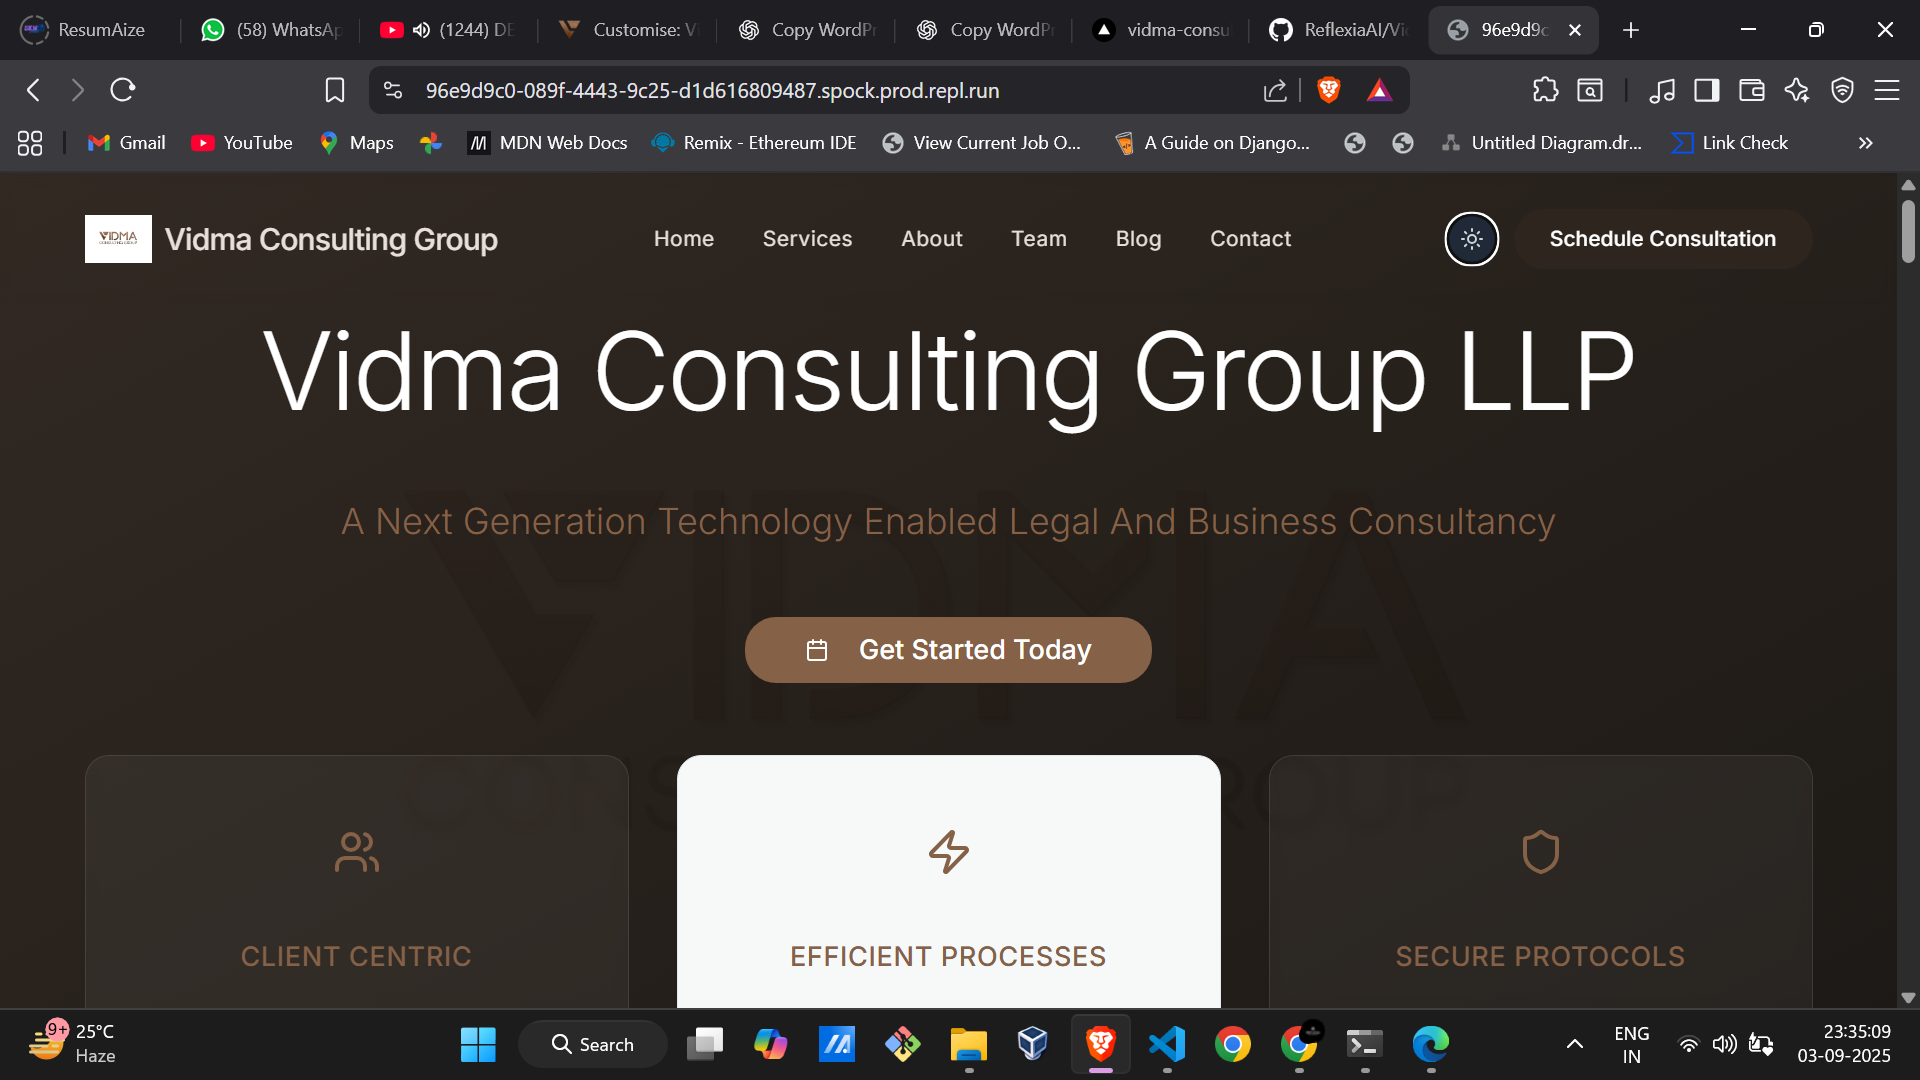 ResumAize
(58) WhatsAp
(1244) DE
Customise: Vi
Copy WordPr
Copy WordPr
vidma-consu
ReflexiaAI/Vi
96e9d9c
96e9d9c0-089f-4443-9c25-d1d616809487.spock.prod.repl.run
Gmail
YouTube
Maps
MDN Web Docs
Remix - Ethereum IDE
View Current Job O...
A Guide on Django...
Untitled Diagram.dr...
Link Check
VIDMA
CONSULTING GROUP
Vidma Consulting Group
Home
Services
About
Team
Blog
Contact
Schedule Consultation
Vidma Consulting Group LLP
A Next Generation Technology Enabled Legal And Business Consultancy
VIDMA
Get Started Today
CLIENT CENTRIC
EFFICIENT PROCESSES
SECURE PROTOCOLS
9+
25°C
Haze
Search
ENG
IN
23:35:09
03-09-2025